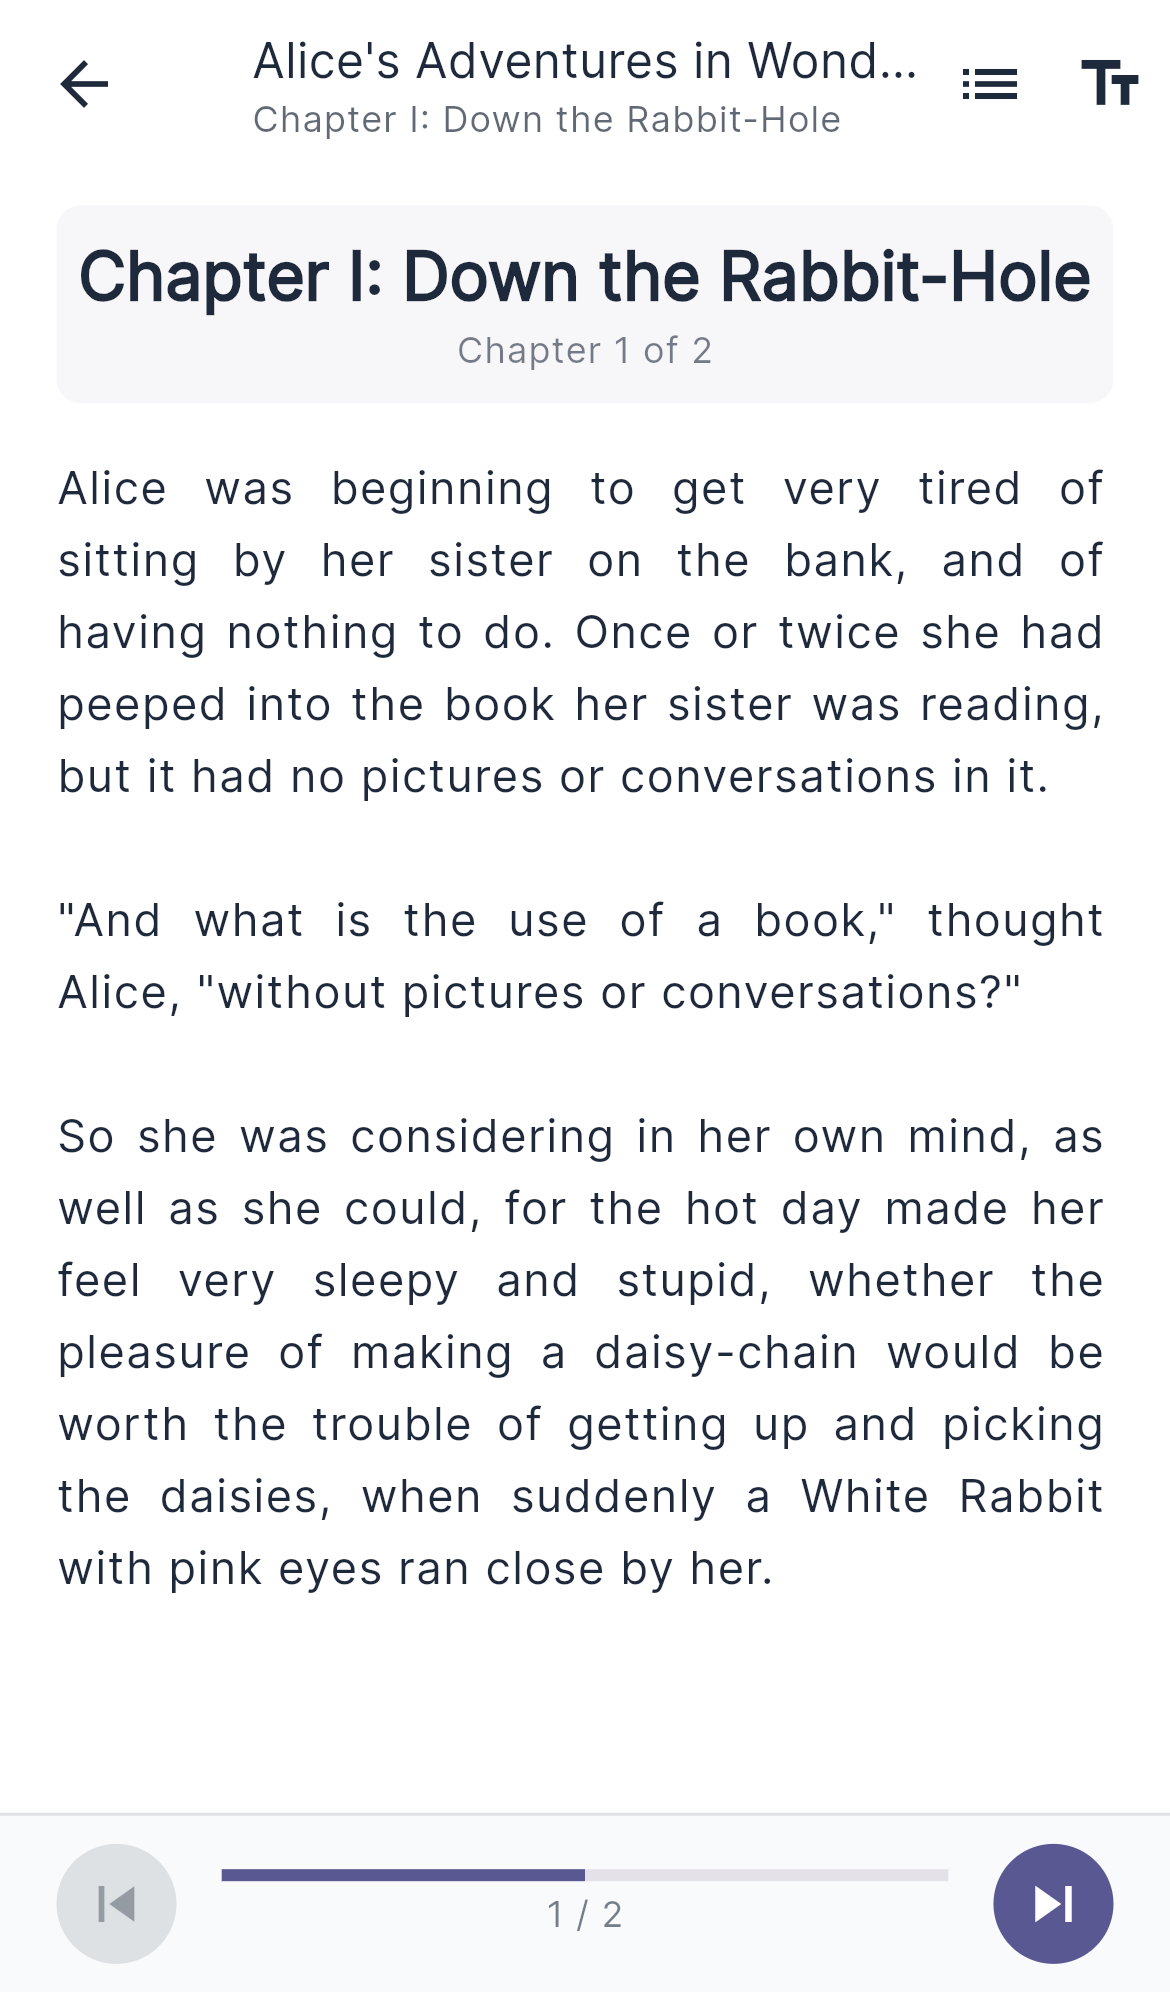 Alice's Adventures in Wond...
Chapter I: Down the Rabbit-Hole
Chapter I: Down the Rabbit-Hole
Chapter 1 of 2
Alice was beginning to get very tired of
sitting by her sister on the bank, and of
having nothing to do. Once or twice she had
peeped into the book her sister was reading,
but it had no pictures or conversations in it.
"And what is the use of a book," thought
Alice, "without pictures or conversations?"
So she was considering in her own mind, as
well as she could, for the hot day made her
feel very sleepy and stupid, whether the
pleasure of making a daisy-chain would be
worth the trouble of getting up and picking
the daisies, when suddenly a White Rabbit
with pink eyes ran close by her.
1 / 2